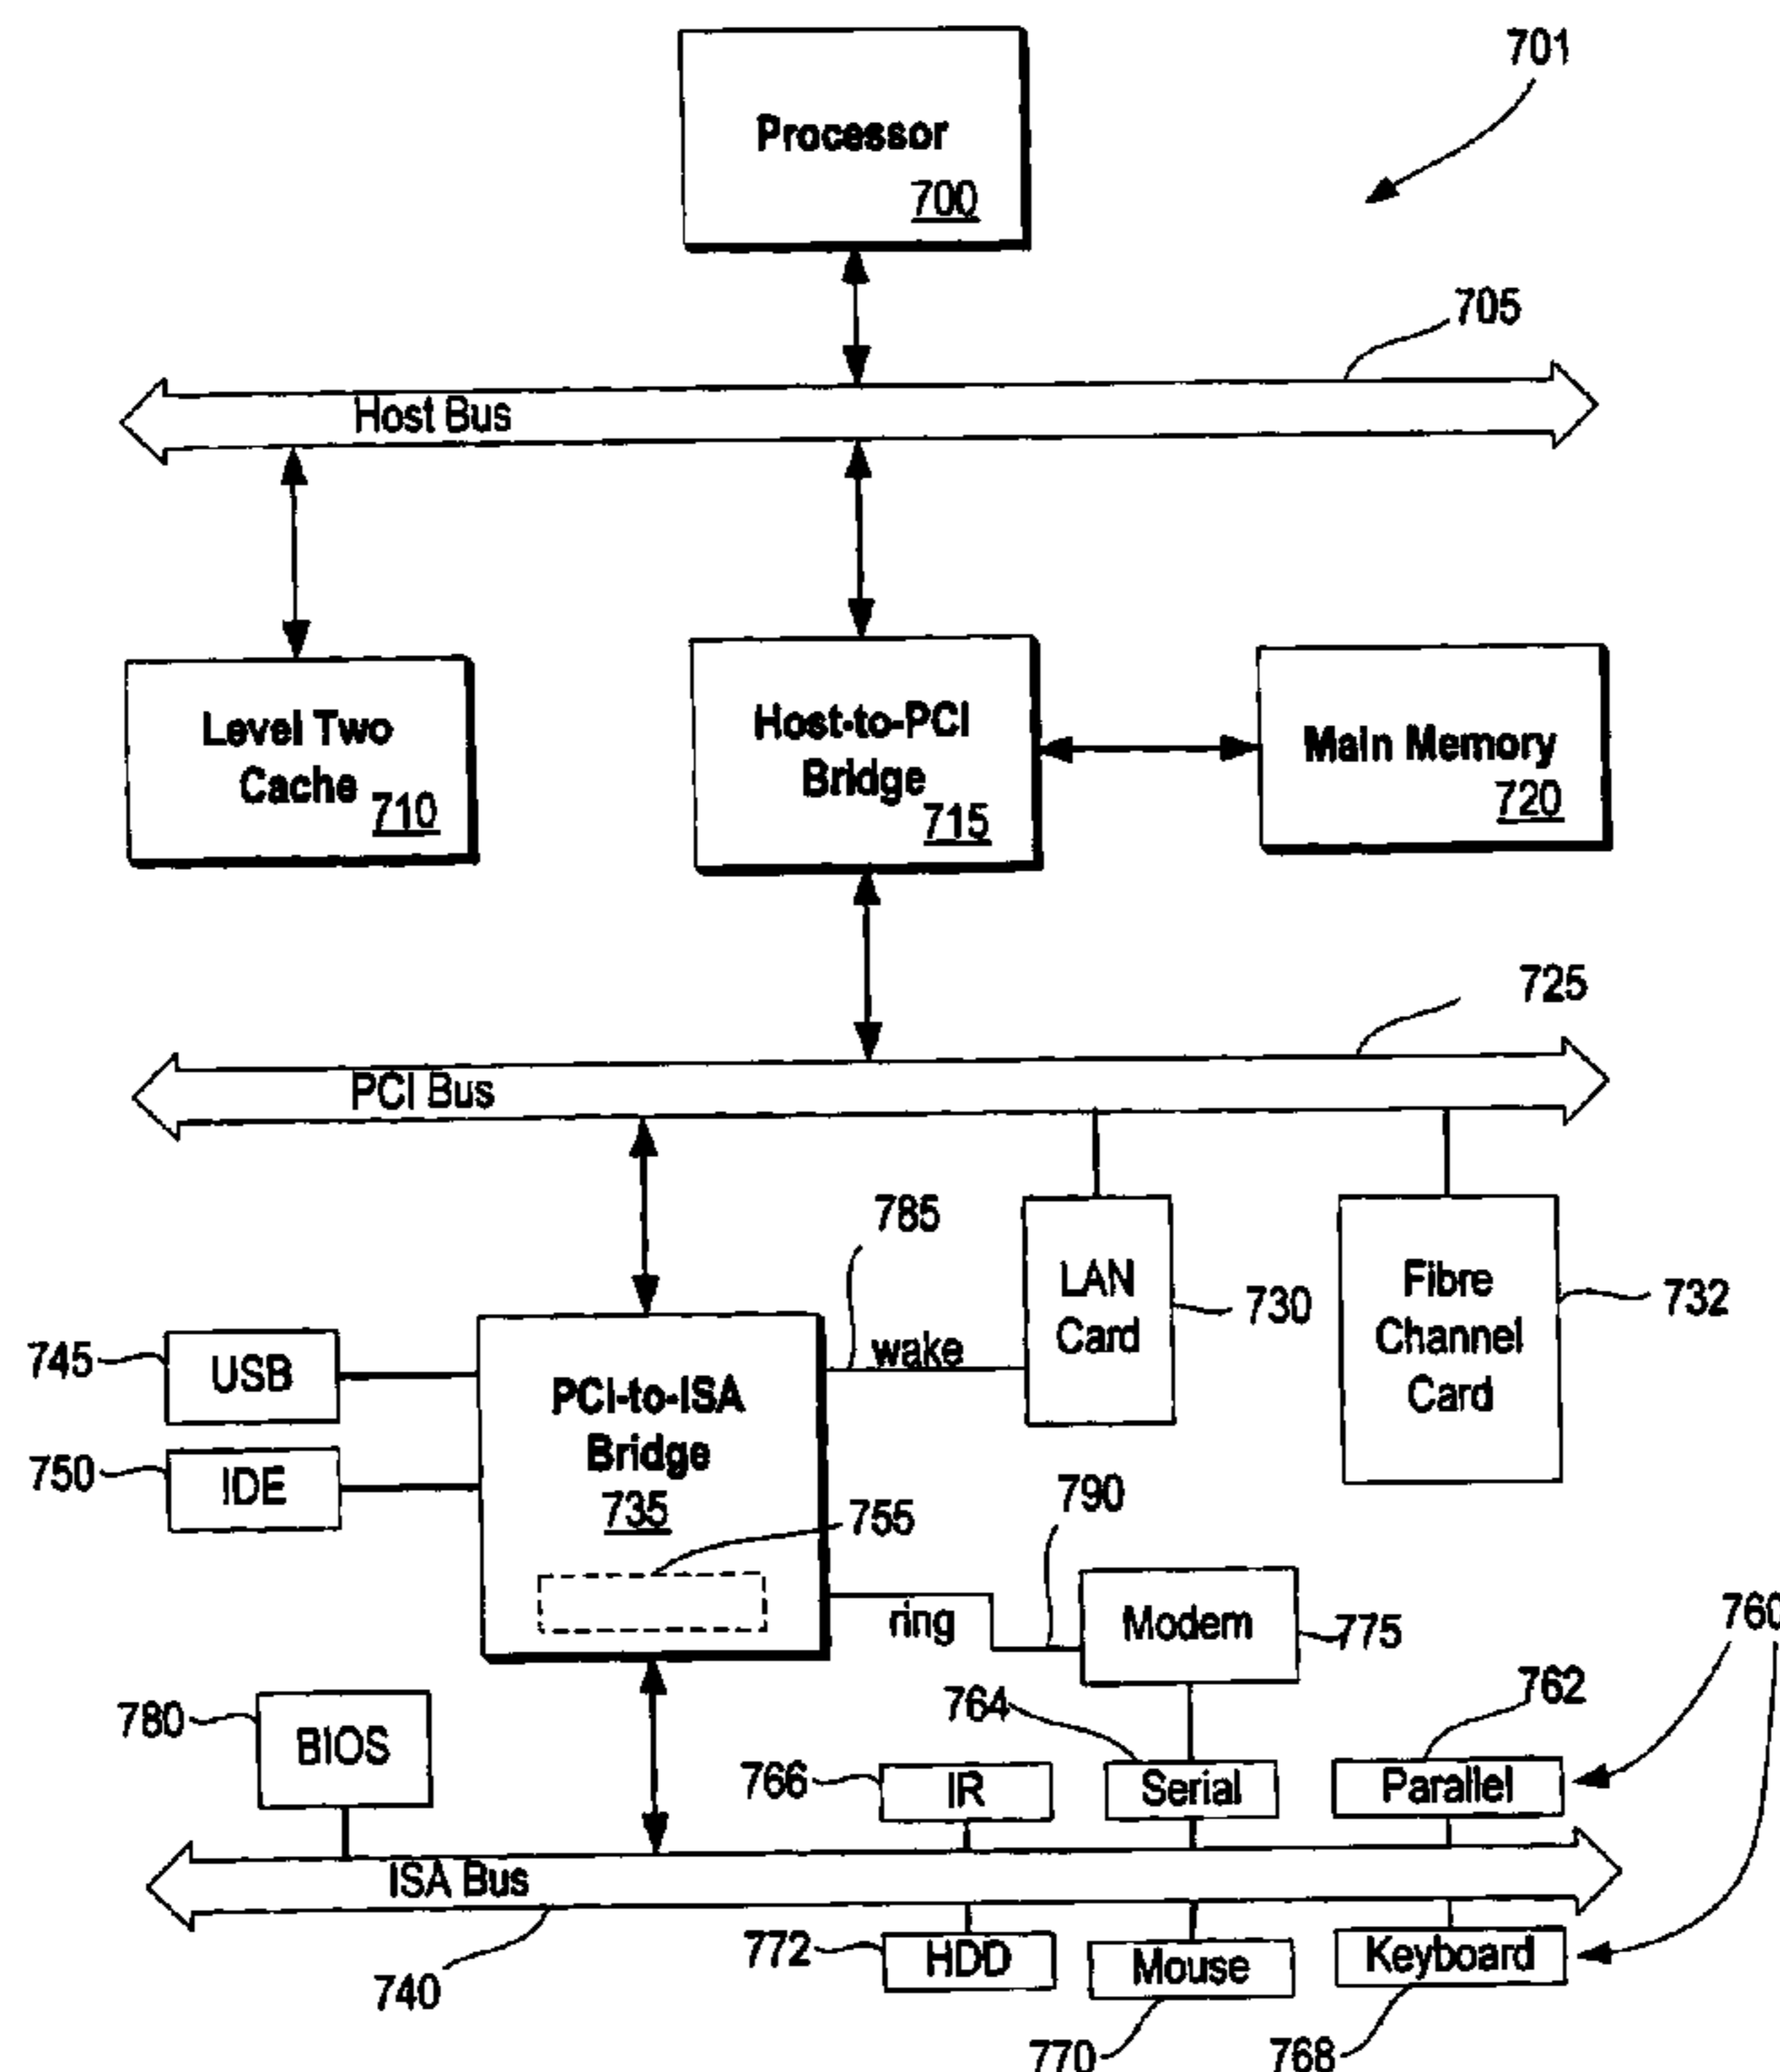 701
Processor
700
705
Host Bus
Level Two
Cache 710
Host-to-PCI
Bridge
715
Main Memory
720
725
PCI Bus
785
LAN
Card
730
Fibre
Channel
Card
732
wake
745
USB
750
IDE
PCI-to-ISA
Bridge
735
755
790
ring
Modem
775
760
780
BIOS
764
762
766
IR
Serial
Parallel
ISA Bus
740
772
HDD
Mouse
Keyboard
770
768